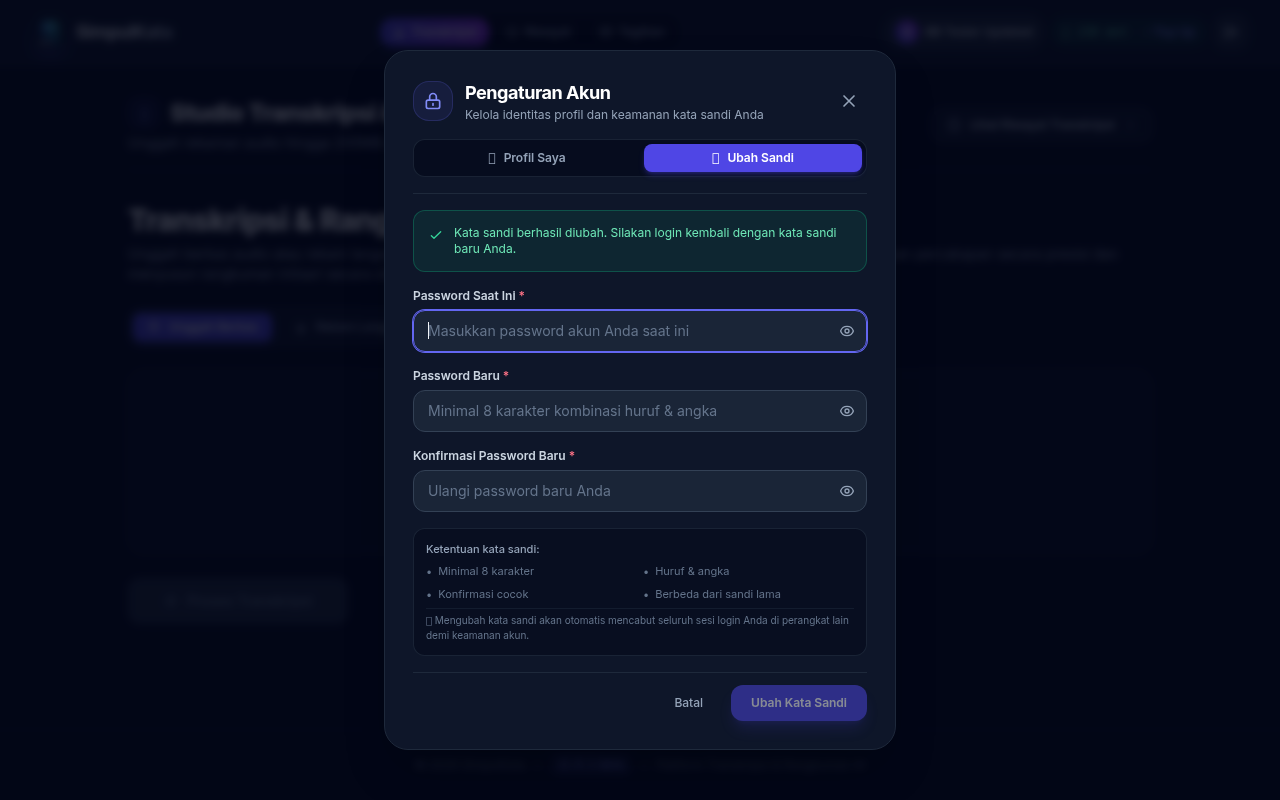 Studio Transkripsi
Transkripsi & Rang
Pengaturan Akun
Kelola identitas profil dan keamanan kata sandi Anda
Profil Saya
Ubah Sandi
Kata sandi berhasil diubah. Silakan login kembali dengan kata sandi
baru Anda.
Password Saat Ini *
Masukkan password akun Anda saat ini
Password Baru *
Minimal 8 karakter kombinasi huruf & angka
Konfirmasi Password Baru *
Ulangi password baru Anda
Ketentuan kata sandi:
• Minimal 8 karakter
• Huruf & angka
• Konfirmasi cocok
• Berbeda dari sandi lama
Mengubah kata sandi akan otomatis mencabut seluruh sesi login Anda di perangkat lain
demi keamanan akun.
Batal
Ubah Kata Sandi